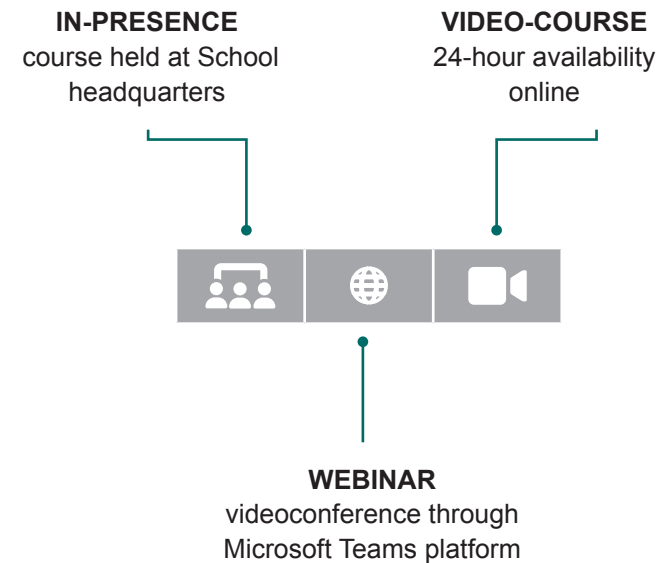 IN-PRESENCE
course held at School
headquarters
VIDEO-COURSE
24-hour availability
online
WEBINAR
videoconference through
Microsoft Teams platform